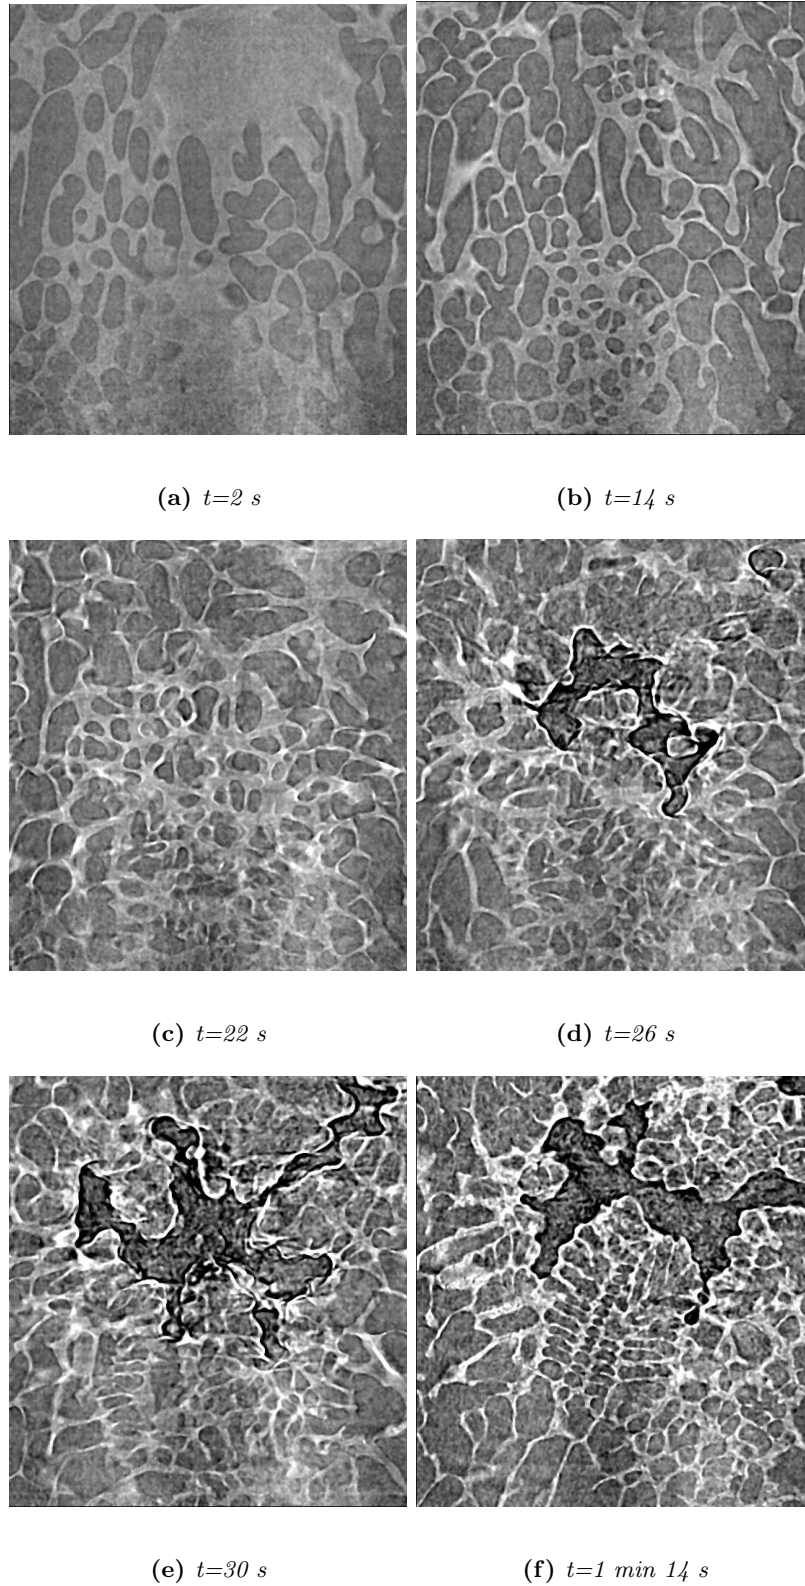 (a) t=2 s
(b) t=14 s
(c) t=22 s
(d) t=26 s
(e) t=30 s
(f) t=1 min 14 s